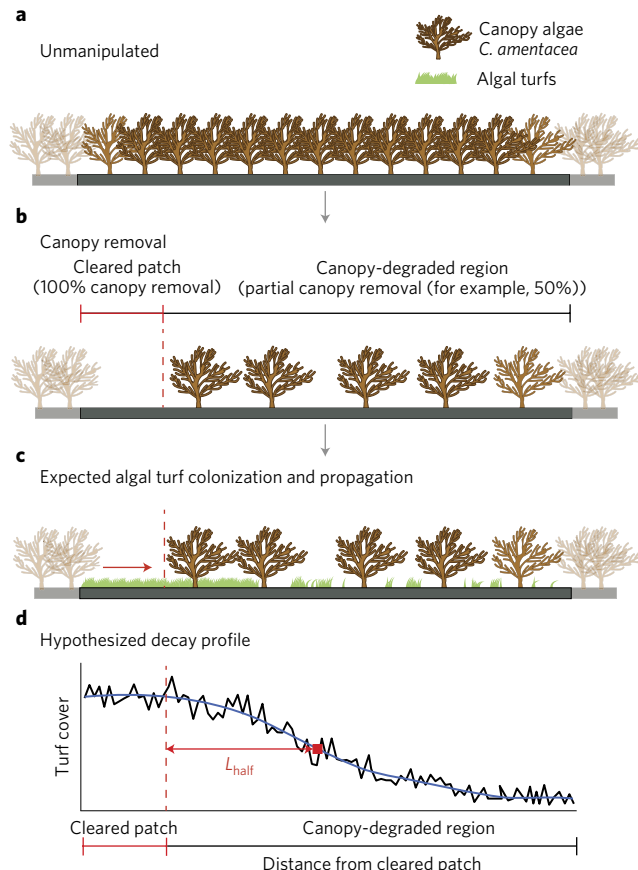 a
Unmanipulated
Canopy algae
C. amentacea
Algal turfs
b
Canopy removal
Cleared patch
(100% canopy removal)
Canopy-degraded region
(partial canopy removal (for example, 50%))
c
Expected algal turf colonization and propagation
d
Hypothesized decay profile
Turf cover
Lhalf
Cleared patch
Canopy-degraded region
Distance from cleared patch